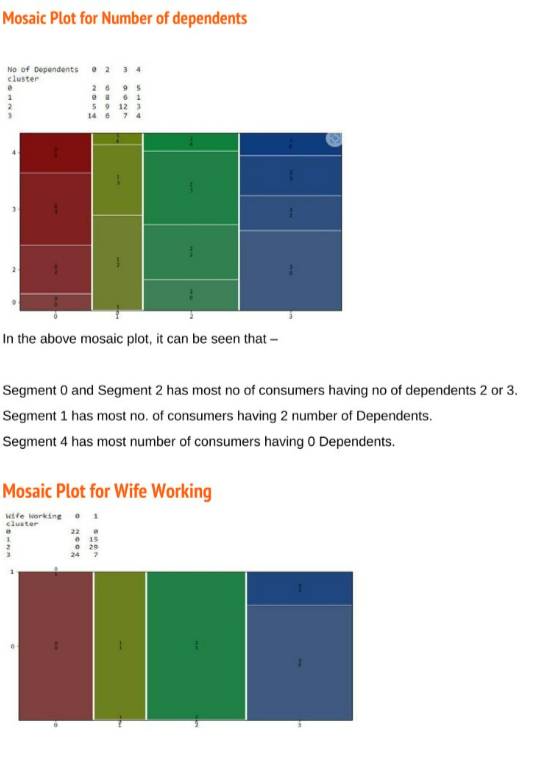 Mosaic Plot for Number of dependents
No of Dependents 0 2 3 4
cluster
0 2 6 9 5
1 0 8 6 1
2 5 9 12 3
3 14 6 7 4
4
3
2
0
0 1 2 3
In the above mosaic plot, it can be seen that –
Segment 0 and Segment 2 has most no of consumers having no of dependents 2 or 3.
Segment 1 has most no. of consumers having 2 number of Dependents.
Segment 4 has most number of consumers having 0 Dependents.
Mosaic Plot for Wife Working
Wife Working 0 1
cluster
0 22 0
1 0 15
2 0 29
3 24 7
1
0
0 1 2 3